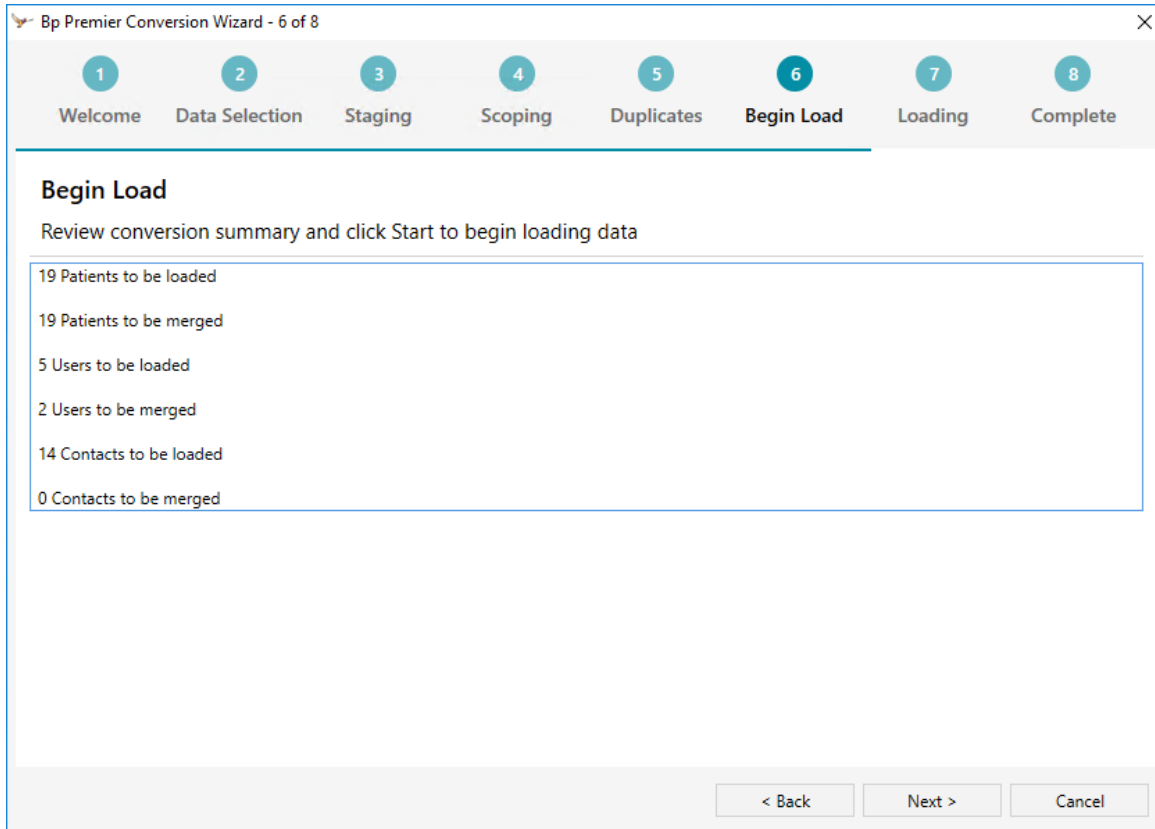 Bp Premier Conversion Wizard - 6 of 8
1 2 3 4 5 6 7 8
Welcome Data Selection Staging Scoping Duplicates Begin Load Loading Complete
Begin Load
Review conversion summary and click Start to begin loading data
19 Patients to be loaded
19 Patients to be merged
5 Users to be loaded
2 Users to be merged
14 Contacts to be loaded
0 Contacts to be merged
< Back Next > Cancel